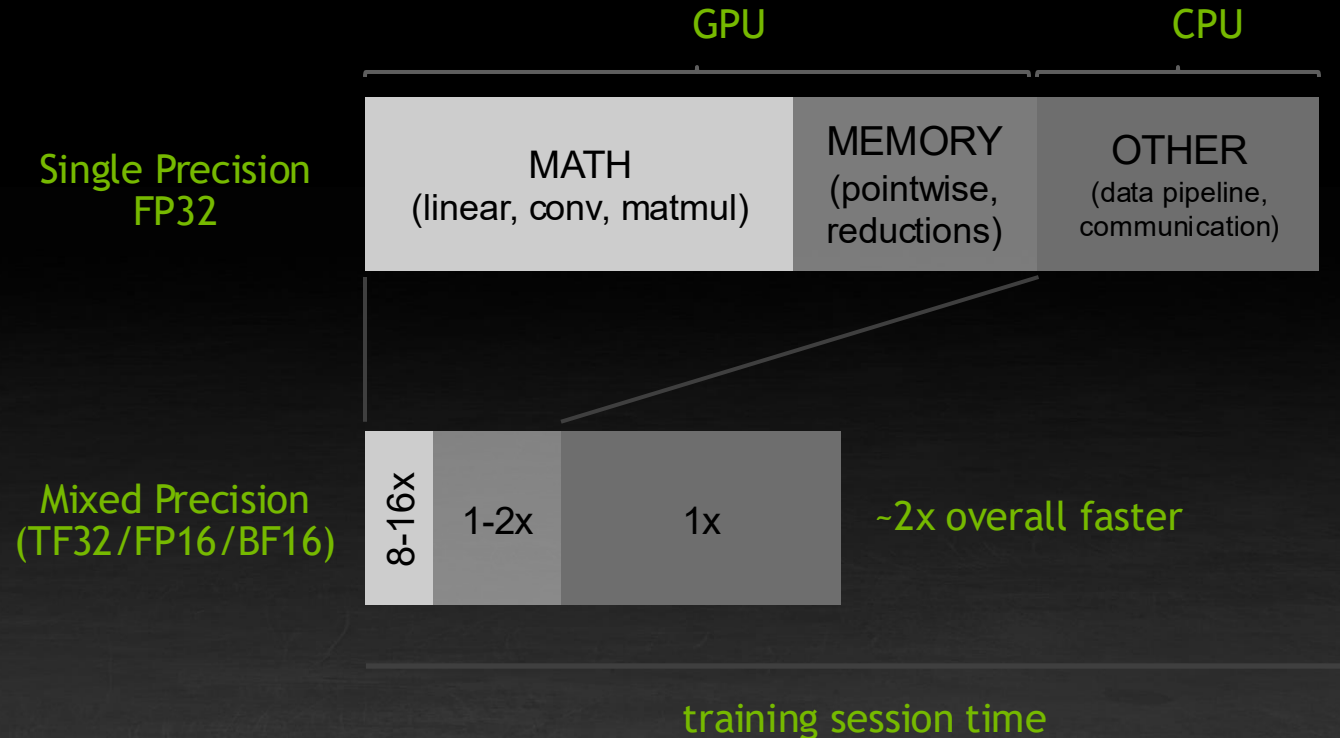 GPU
CPU
Single Precision
FP32
MATH
(linear, conv, matmul)
MEMORY
(pointwise,
reductions)
OTHER
(data pipeline,
communication)
Mixed Precision
(TF32/FP16/BF16)
8-16x
1-2x
1x
~2x overall faster
training session time